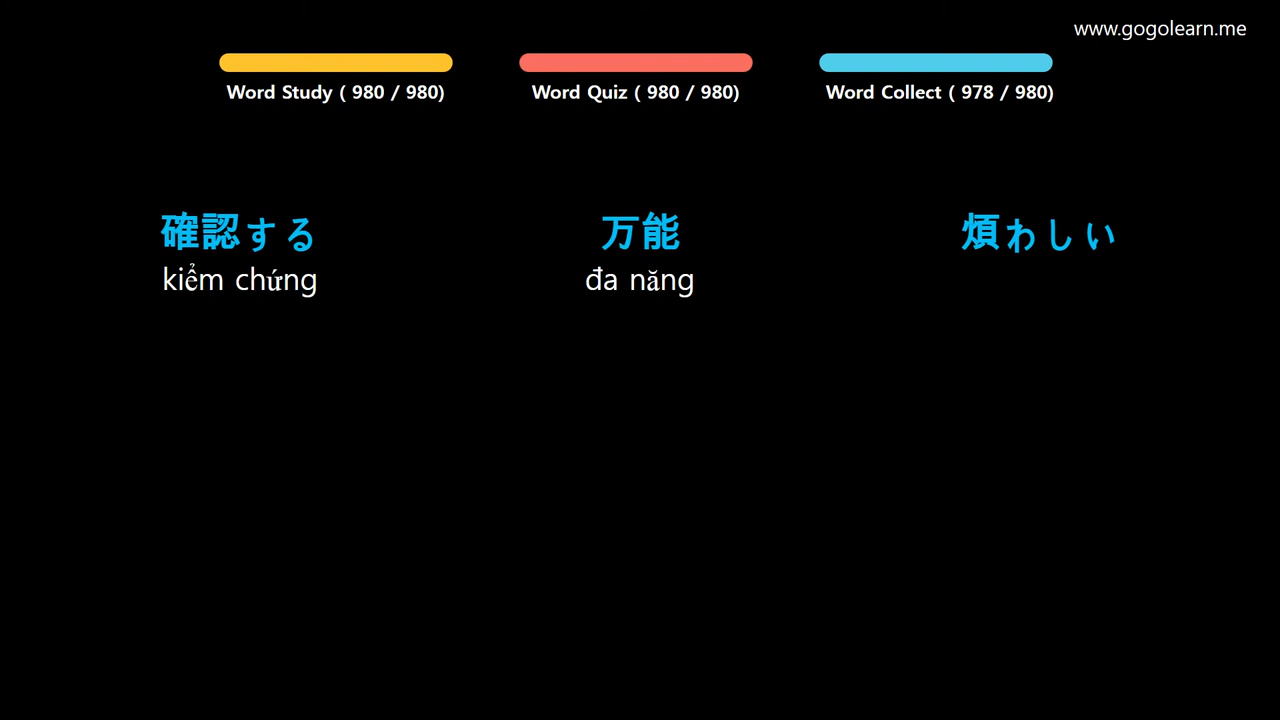 www.gogolearn.me
Word Study ( 980 / 980)
Word Quiz ( 980 / 980)
Word Collect ( 978 / 980)
確認する
kiểm chứng
万能
đa năng
煩わしい